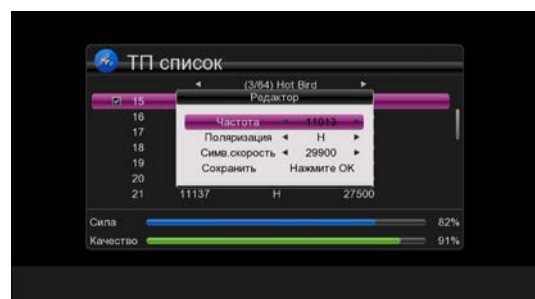 ТП список
(3/64) Hot Bird
15
Редактор
16
Частота 11013
17
Поляризация H
18
Симв.скорость 29900
19
Сохранить Нажмите OK
20
21 11137 H 27500
Сила 82%
Качество 91%